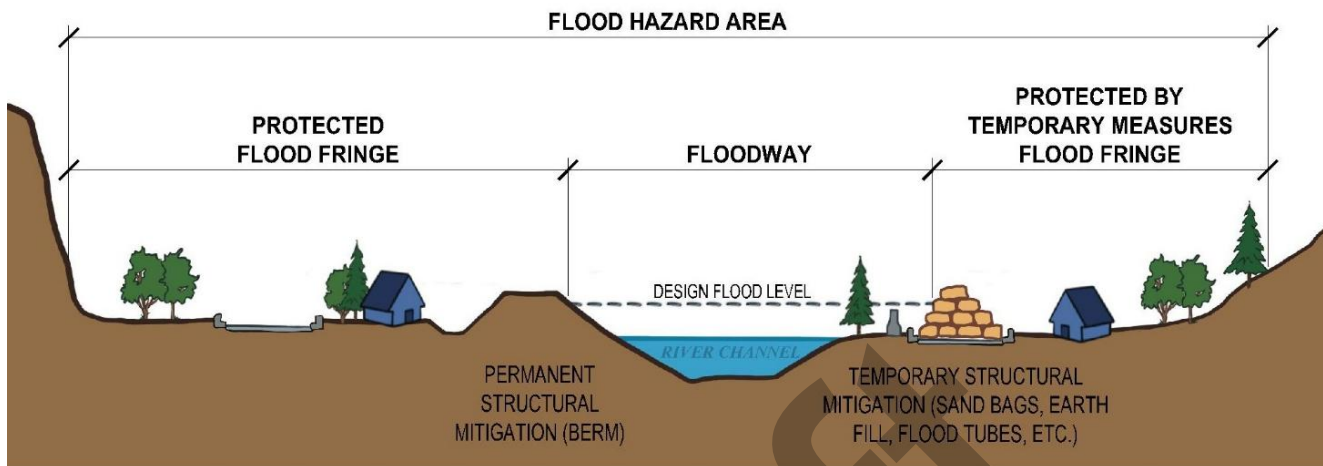 FLOOD HAZARD AREA
PROTECTED
FLOOD FRINGE
FLOODWAY
PROTECTED BY
TEMPORARY MEASURES
FLOOD FRINGE
DESIGN FLOOD LEVEL
RIVER CHANNEL
PERMANENT
STRUCTURAL
MITIGATION (BERM)
TEMPORARY STRUCTURAL
MITIGATION (SAND BAGS, EARTH
FILL, FLOOD TUBES, ETC.)